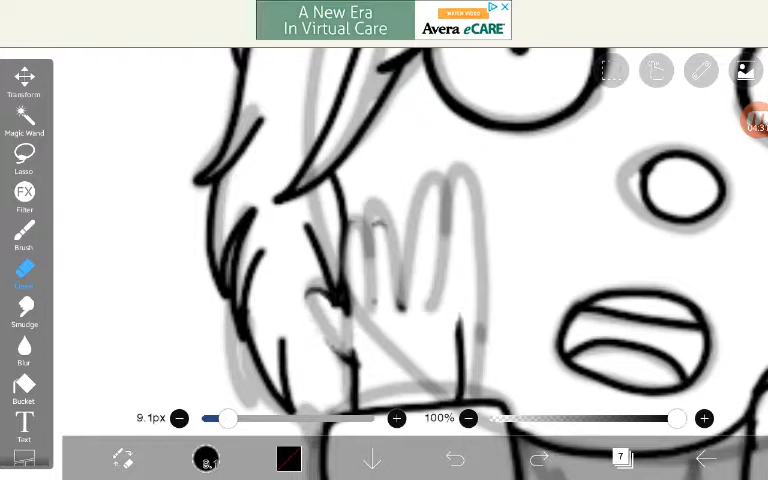 A New Era
In Virtual Care
WATCH VIDEO
Avera eCARE
Transform
Magic Wand
Lasso
FX
Filter
Brush
Smudge
Blur
Bucket
T
Text
9.1px
100%
7